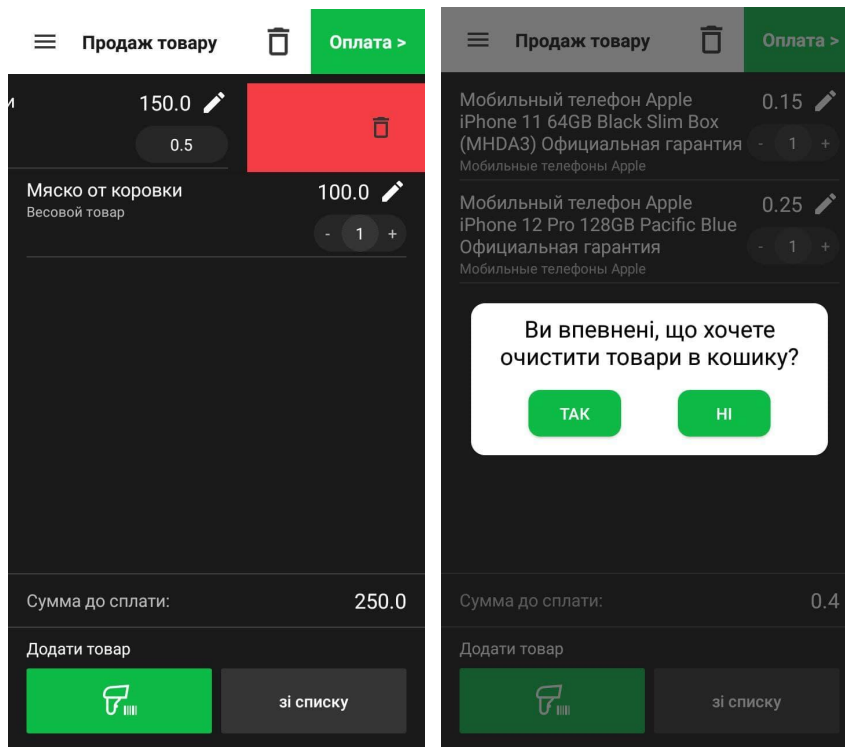 Продаж товару
Оплата >
и
150.0
0.5
Мяско от коровки
100.0
Весовой товар
- 1 +
Сумма до сплати:
250.0
Додати товар
зі списку
Продаж товару
Оплата >
Мобильный телефон Apple
0.15
iPhone 11 64GB Black Slim Box
(MHDA3) Официальная гарантия
- 1 +
Мобильные телефоны Apple
Мобильный телефон Apple
0.25
iPhone 12 Pro 128GB Pacific Blue
Официальная гарантия
- 1 +
Мобильные телефоны Apple
Ви впевнені, що хочете
очистити товари в кошику?
ТАК
НІ
Сумма до сплати:
0.4
Додати товар
зі списку